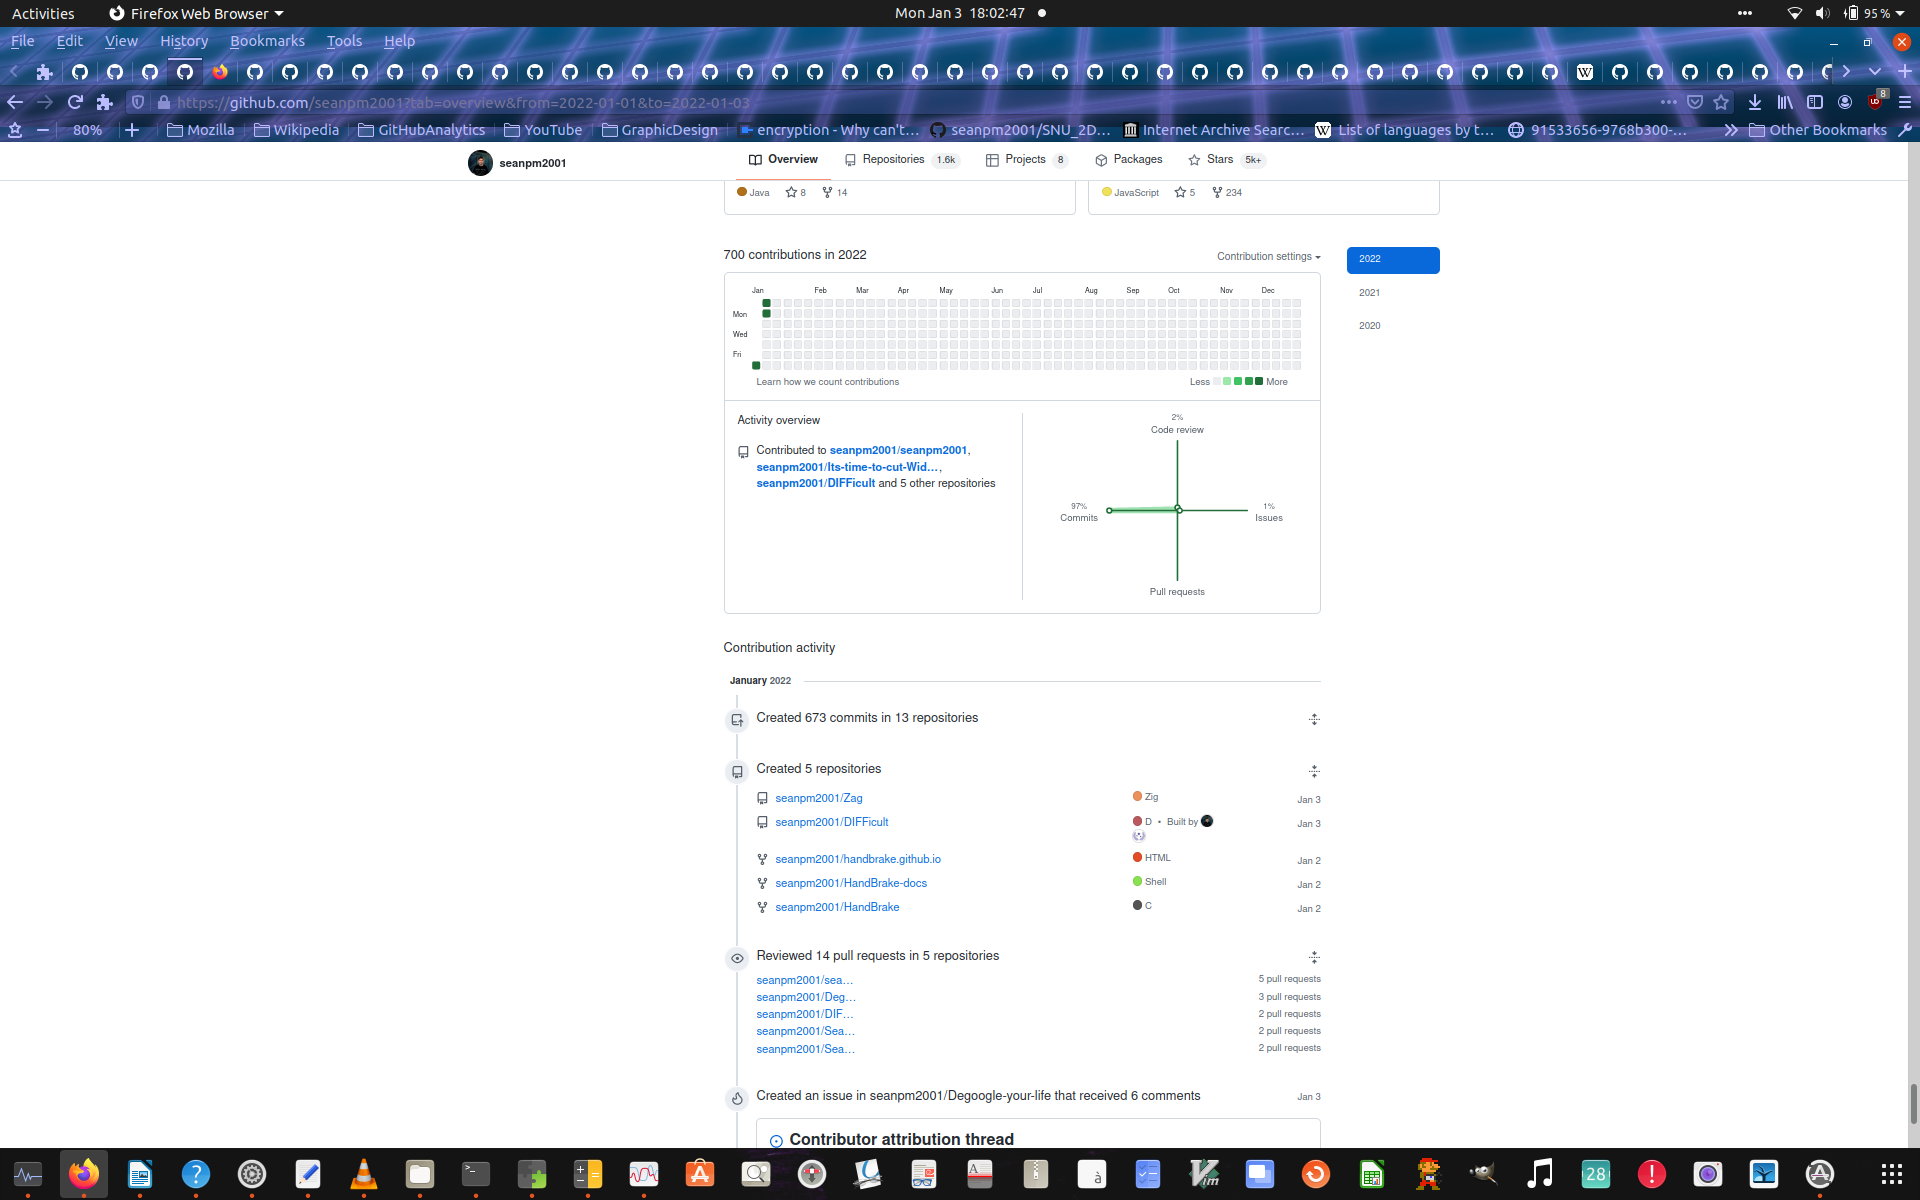 Activities Firefox Web Browser Mon Jan 3 18:02:47 95 %
File Edit View History Bookmarks Tools Help
https://github.com/seanpm2001?tab=overview&from=2022-01-01&to=2022-01-03 8
80% Mozilla Wikipedia GitHubAnalytics YouTube GraphicDesign encryption - Why can't… seanpm2001/SNU_2D… Internet Archive Searc… List of languages by t… 91533656-9768b300-… Other Bookmarks
seanpm2001 Overview Repositories 1.6k Projects 8 Packages Stars 5k+
Java 8 14 JavaScript 5 234
700 contributions in 2022 Contribution settings 2022
2021
2020
Jan Feb Mar Apr May Jun Jul Aug Sep Oct Nov Dec
Mon
Wed
Fri
Learn how we count contributions Less More
Activity overview
Contributed to seanpm2001/seanpm2001,
seanpm2001/Its-time-to-cut-Wid…,
seanpm2001/DIFFicult and 5 other repositories
2%
Code review
97%
Commits
1%
Issues
Pull requests
Contribution activity
January 2022
Created 673 commits in 13 repositories
Created 5 repositories
seanpm2001/Zag Zig Jan 3
seanpm2001/DIFFicult D • Built by Jan 3
seanpm2001/handbrake.github.io HTML Jan 2
seanpm2001/HandBrake-docs Shell Jan 2
seanpm2001/HandBrake C Jan 2
Reviewed 14 pull requests in 5 repositories
seanpm2001/sea… 5 pull requests
seanpm2001/Deg… 3 pull requests
seanpm2001/DIF… 2 pull requests
seanpm2001/Sea… 2 pull requests
seanpm2001/Sea… 2 pull requests
Created an issue in seanpm2001/Degoogle-your-life that received 6 comments Jan 3
Contributor attribution thread
28